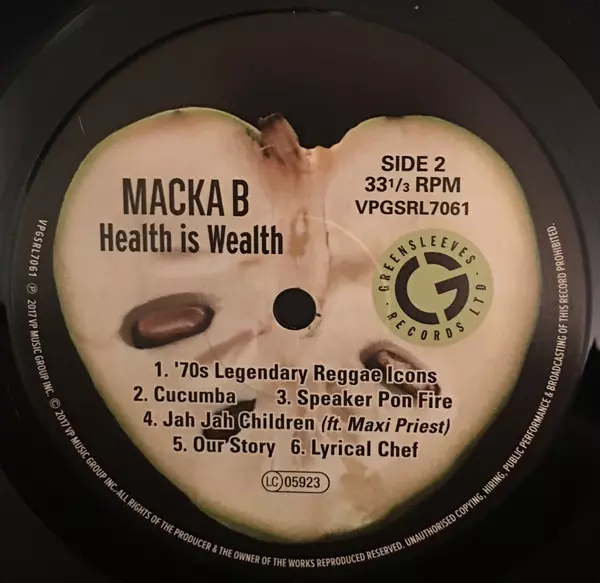 MACKA B
Health is Wealth
SIDE 2
33 1/3 RPM
VPGSRL7061
· GREENSLEEVES ·
RECORDS LTD
1. '70s Legendary Reggae Icons
2. Cucumba 3. Speaker Pon Fire
4. Jah Jah Children (ft. Maxi Priest)
5. Our Story 6. Lyrical Chef
LC 05923
VPGSRL7061 ℗ 2017 VP MUSIC GROUP INC. © 2017 VP MUSIC GROUP INC. ALL RIGHTS OF THE PRODUCER & THE OWNER OF THE WORKS REPRODUCED RESERVED. UNAUTHORISED COPYING, HIRING, PUBLIC PERFORMANCE & BROADCASTING OF THIS RECORD PROHIBITED.